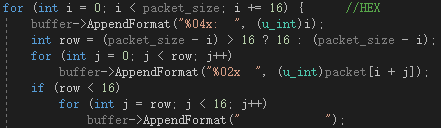 for (int i = 0; i < packet_size; i += 16) {      //HEX
    buffer->AppendFormat("%04x:   ", (u_int)i);
    int row = (packet_size - i) > 16 ? 16 : (packet_size - i);
    for (int j = 0; j < row; j++)
        buffer->AppendFormat("%02x  ", (u_int)packet[i + j]);
    if (row < 16)
        for (int j = row; j < 16; j++)
            buffer->AppendFormat("            ");